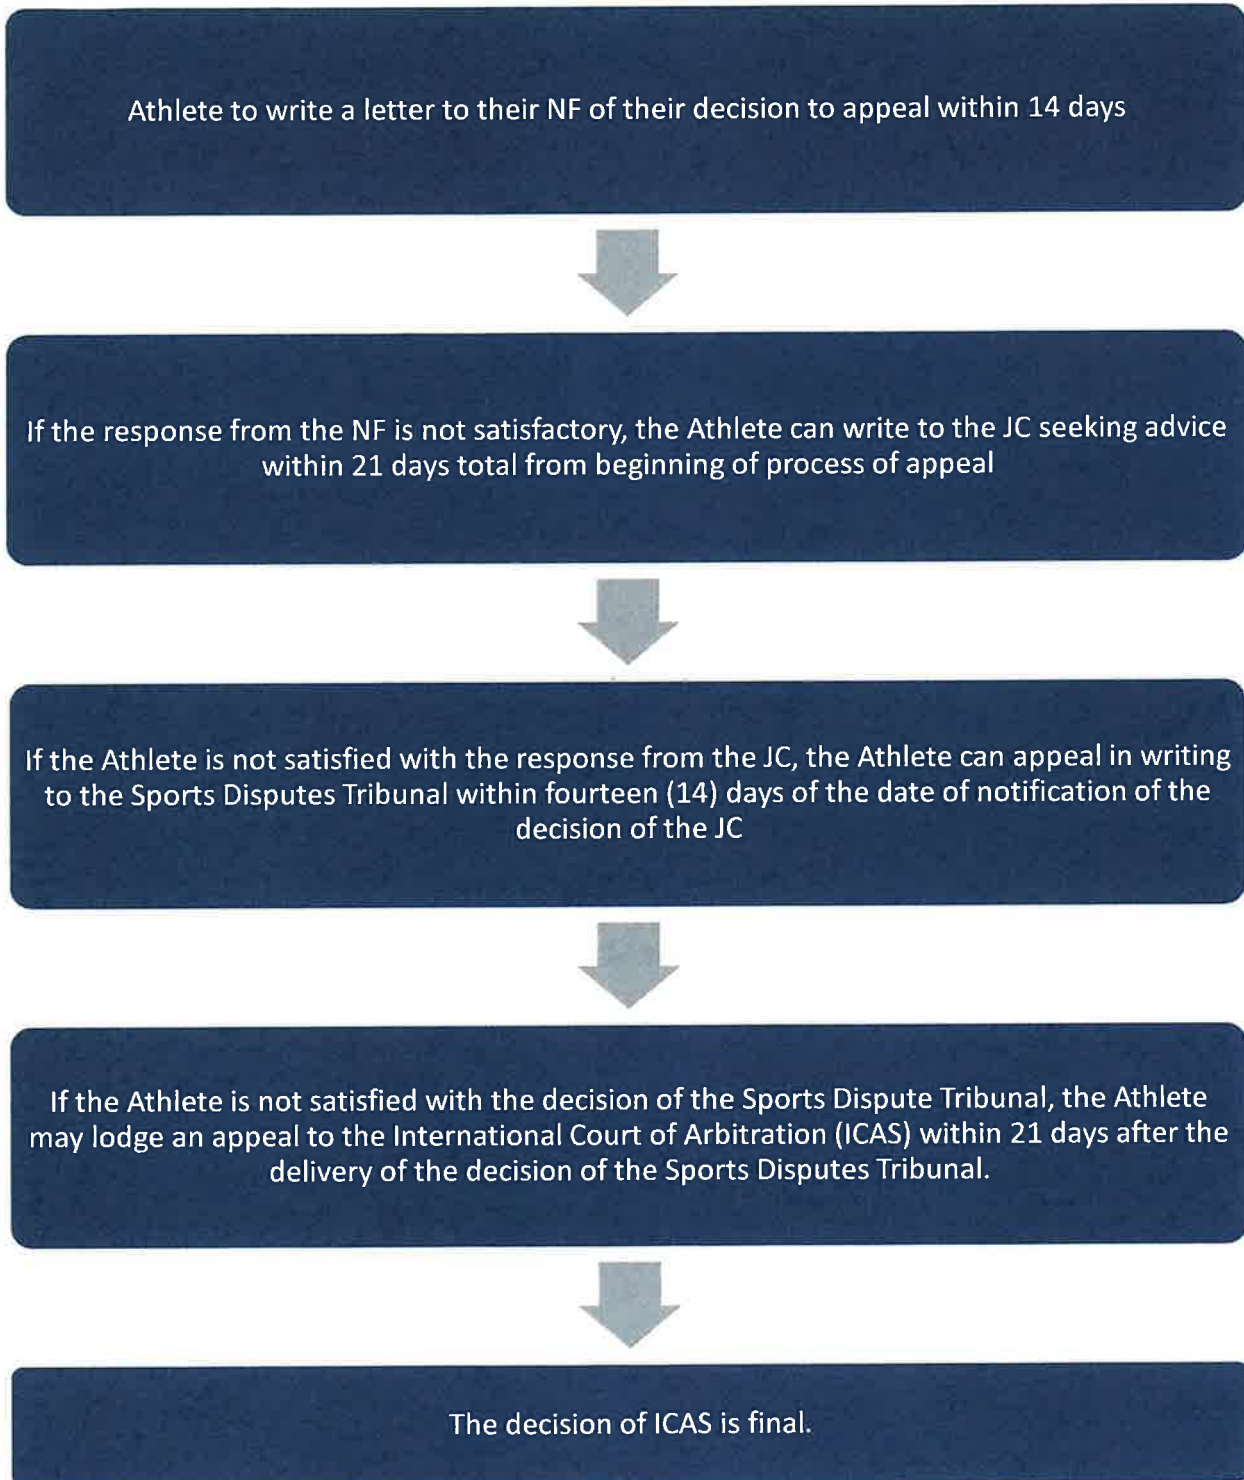 Athlete to write a letter to their NF of their decision to appeal within 14 days
If the response from the NF is not satisfactory, the Athlete can write to the JC seeking advice
within 21 days total from beginning of process of appeal
If the Athlete is not satisfied with the response from the JC, the Athlete can appeal in writing
to the Sports Disputes Tribunal within fourteen (14) days of the date of notification of the
decision of the JC
If the Athlete is not satisfied with the decision of the Sports Dispute Tribunal, the Athlete
may lodge an appeal to the International Court of Arbitration (ICAS) within 21 days after the
delivery of the decision of the Sports Disputes Tribunal.
The decision of ICAS is final.